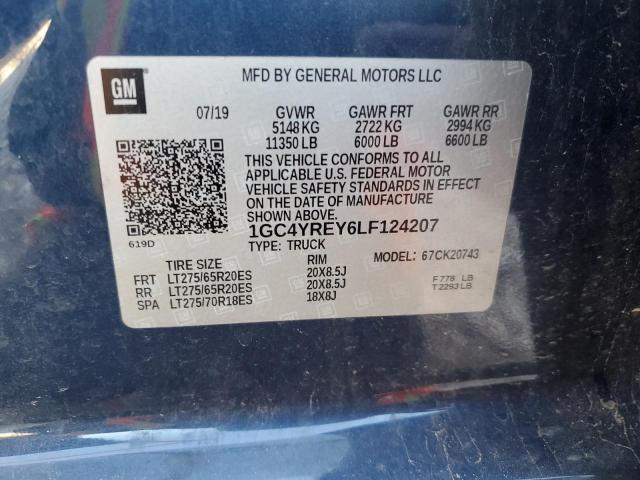 GM
MFD BY GENERAL MOTORS LLC
07/19 GVWR GAWR FRT GAWR RR
5148 KG 2722 KG 2994 KG
11350 LB 6000 LB 6600 LB
THIS VEHICLE CONFORMS TO ALL
APPLICABLE U.S. FEDERAL MOTOR
VEHICLE SAFETY STANDARDS IN EFFECT
ON THE DATE OF MANUFACTURE
SHOWN ABOVE.
619D
1GC4YREY6LF124207
TYPE: TRUCK MODEL: 67CK20743
TIRE SIZE RIM
FRT LT275/65R20ES 20X8.5J
RR LT275/65R20ES 20X8.5J
SPA LT275/70R18ES 18X8J
F 778 LB
T 2293 LB